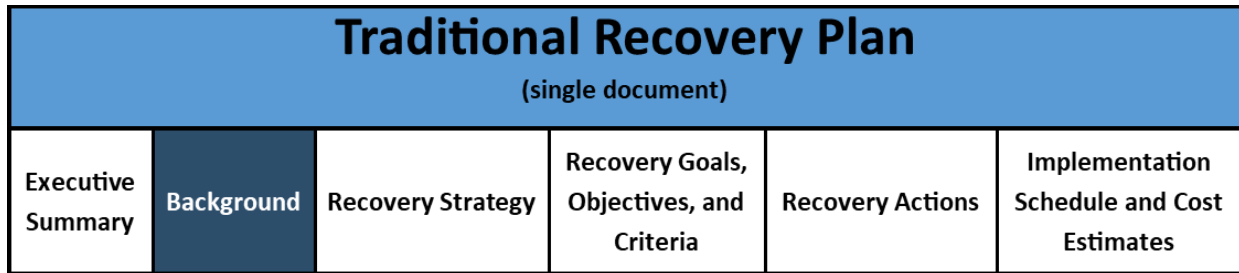 Traditional Recovery Plan
(single document)
Executive
Summary
Background
Recovery Strategy
Recovery Goals,
Objectives, and
Criteria
Recovery Actions
Implementation
Schedule and Cost
Estimates